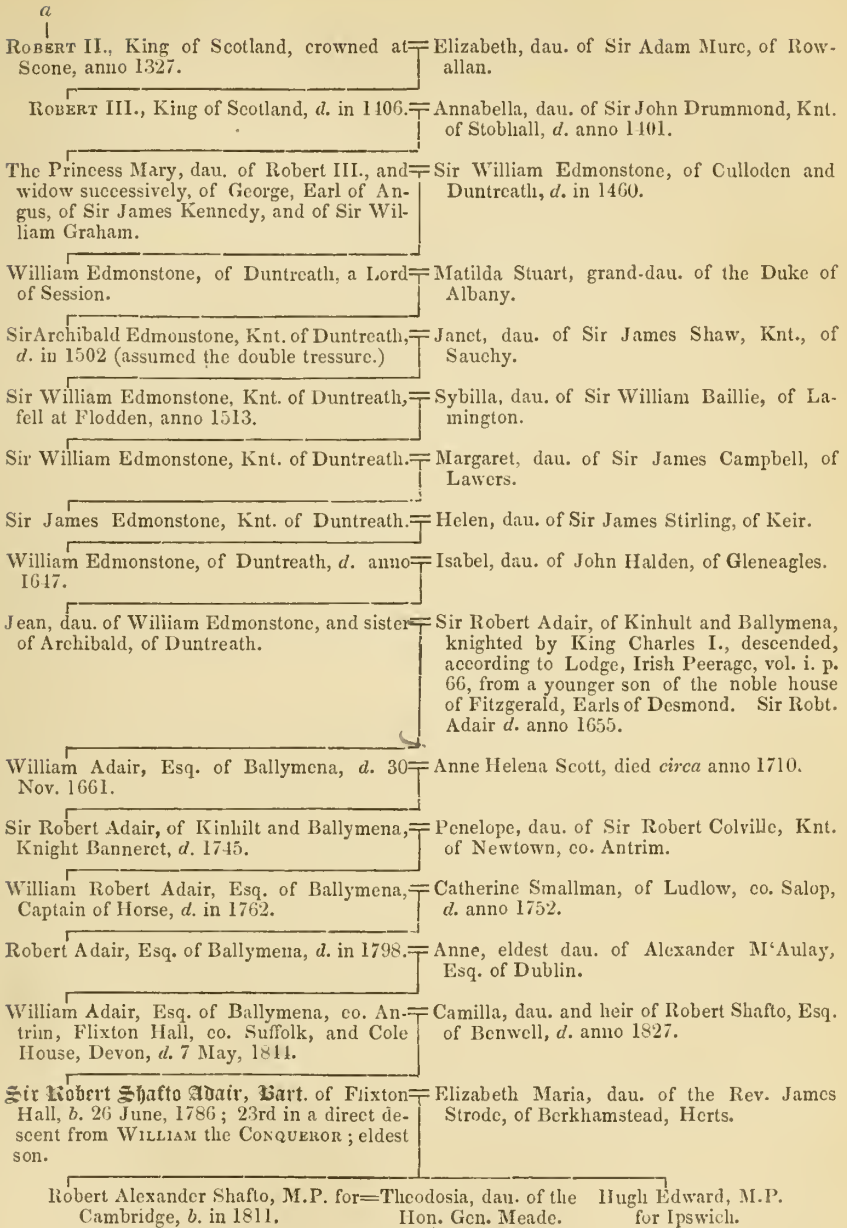 a
ROBERT II., King of Scotland, crowned at Scone, anno 1327.
Elizabeth, dau. of Sir Adam Mure, of Row-
allan.
ROBERT III., King of Scotland, d. in 1406.
Annabella, dau. of Sir John Drummond, Knt.
of Stobhall, d. anno 1401.
The Princess Mary, dau. of Robert III., and
widow successively, of George, Earl of An-
gus, of Sir James Kennedy, and of Sir Wil-
liam Graham.
Sir William Edmonstone, of Culloden and
Duntreath, d. in 1460.
William Edmonstone, of Duntreath, a Lord
of Session.
Matilda Stuart, grand-dau. of the Duke of
Albany.
Sir Archibald Edmonstone, Knt. of Duntreath,
d. in 1502 (assumed the double tressure.)
Janet, dau. of Sir James Shaw, Knt., of
Sauchy.
Sir William Edmonstone, Knt. of Duntreath,
fell at Flodden, anno 1513.
Sybilla, dau. of Sir William Baillie, of La-
mington.
Sir William Edmonstone, Knt. of Duntreath.
Margaret, dau. of Sir James Campbell, of
Lawers.
Sir James Edmonstone, Knt. of Duntreath.
Helen, dau. of Sir James Stirling, of Keir.
William Edmonstone, of Duntreath, d. anno
1647.
Isabel, dau. of John Halden, of Gleneagles.
Jean, dau. of William Edmonstone, and sister
of Archibald, of Duntreath.
Sir Robert Adair, of Kinhult and Ballymena,
knighted by King Charles I., descended,
according to Lodge, Irish Peerage, vol. i. p.
66, from a younger son of the noble house
of Fitzgerald, Earls of Desmond. Sir Robt.
Adair d. anno 1655.
William Adair, Esq. of Ballymena, d. 30
Nov. 1661.
Anne Helena Scott, died circa anno 1710.
Sir Robert Adair, of Kinhilt and Ballymena,
Knight Banneret, d. 1745.
Penelope, dau. of Sir Robert Colville, Knt.
of Newtown, co. Antrim.
William Robert Adair, Esq. of Ballymena,
Captain of Horse, d. in 1762.
Catherine Smallman, of Ludlow, co. Salop,
d. anno 1752.
Robert Adair, Esq. of Ballymena, d. in 1798.
Anne, eldest dau. of Alexander M'Aulay,
Esq. of Dublin.
William Adair, Esq. of Ballymena, co. An-
trim, Flixton Hall, co. Suffolk, and Cole
House, Devon, d. 7 May, 1844.
Camilla, dau. and heir of Robert Shafto, Esq.
of Benwell, d. anno 1827.
Sir Robert Shafto Adair, Bart. of Flixton
Hall, b. 26 June, 1786; 23rd in a direct de-
scent from WILLIAM the CONQUEROR; eldest
son.
Elizabeth Maria, dau. of the Rev. James
Strode, of Berkhamstead, Herts.
Robert Alexander Shafto, M.P. for
Cambridge, b. in 1811.
Theodosia, dau. of the
Hon. Gen. Meade.
Hugh Edward, M.P.
for Ipswich.